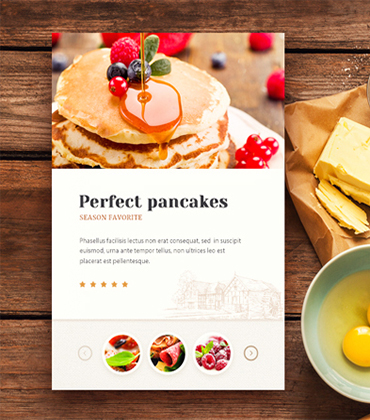 Perfect pancakes
SEASON FAVORITE
Phasellus facilisis lectus non erat consequat, sed in suscipit
euismod, urna ante tempor tellus, non ultrices leo est
placerat est pellentesque.